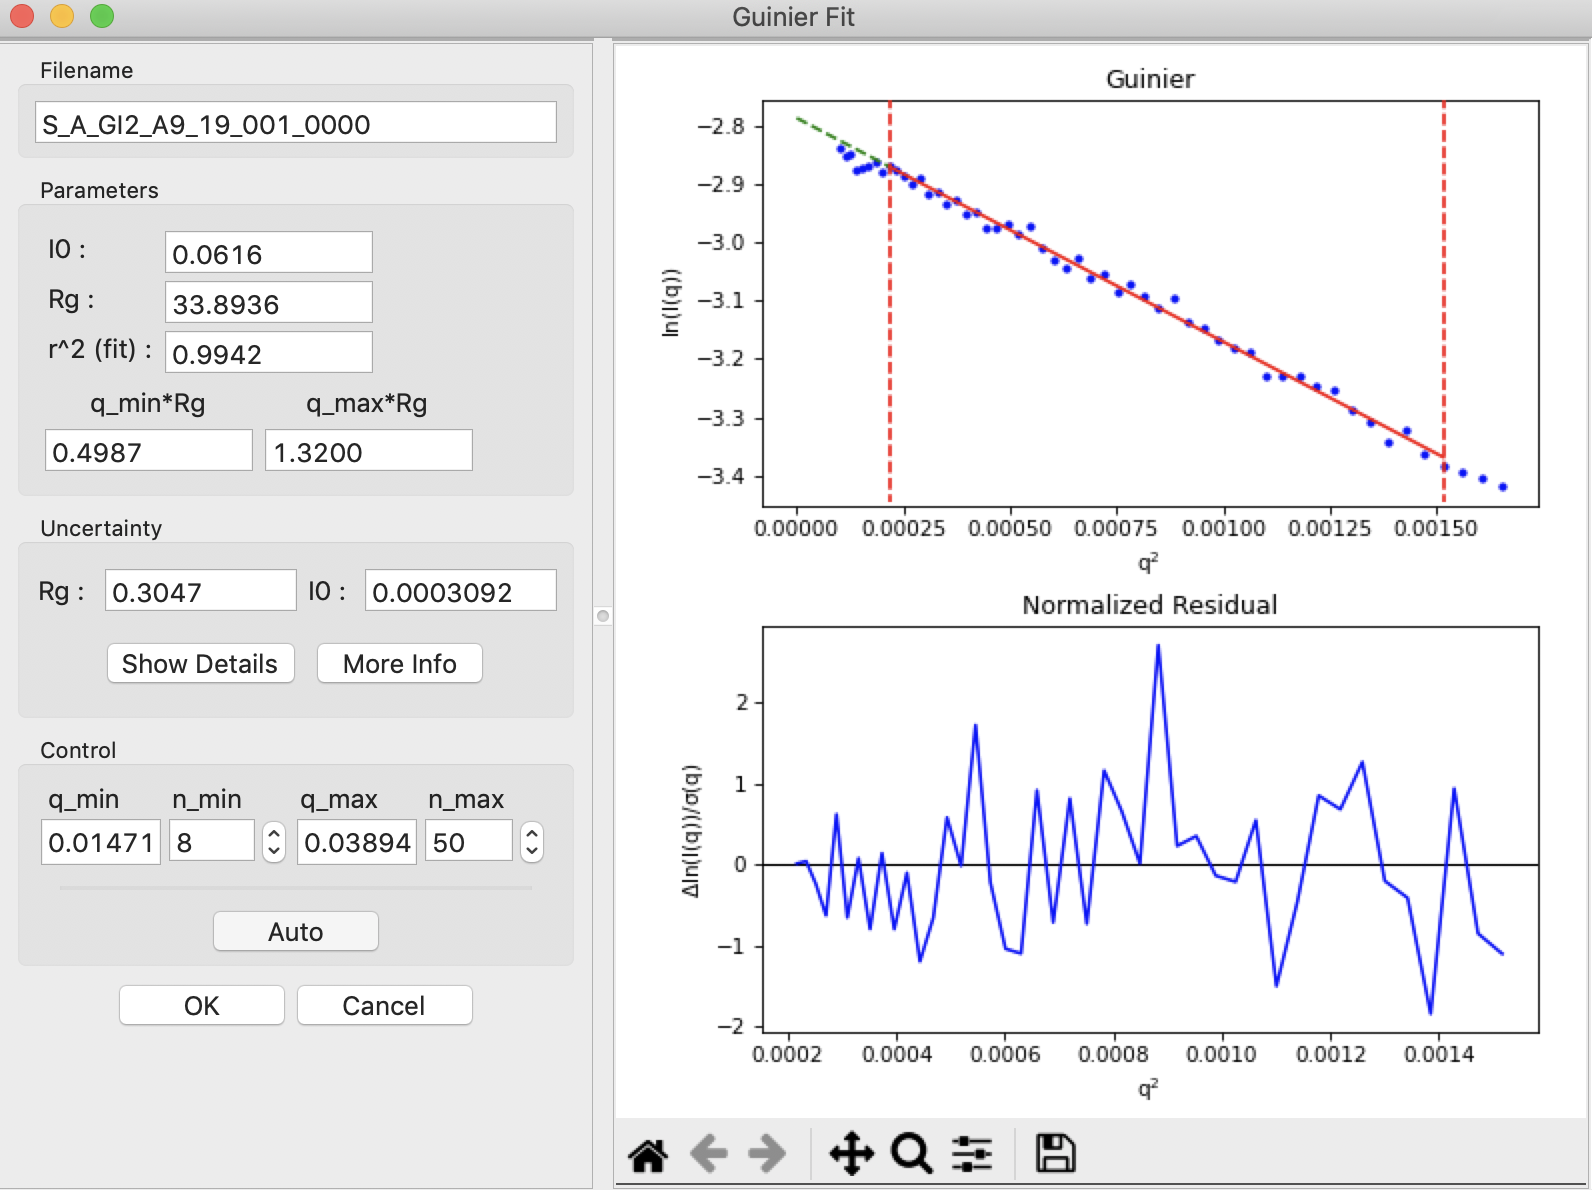 Guinier Fit
Filename
S_A_GI2_A9_19_001_0000
Parameters
I0 :
0.0616
Rg :
33.8936
r^2 (fit) :
0.9942
q_min*Rg q_max*Rg
0.4987 1.3200
Uncertainty
Rg : 0.3047 I0 : 0.0003092
Show Details More Info
Control
q_min n_min q_max n_max
0.01471 8 0.03894 50
Auto
OK Cancel
Guinier
−2.8
−2.9
−3.0
−3.1
−3.2
−3.3
−3.4
ln(I(q))
0.00000 0.00025 0.00050 0.00075 0.00100 0.00125 0.00150
q²
Normalized Residual
2
1
0
−1
−2
Δln(I(q))/σ(q)
0.0002 0.0004 0.0006 0.0008 0.0010 0.0012 0.0014
q²